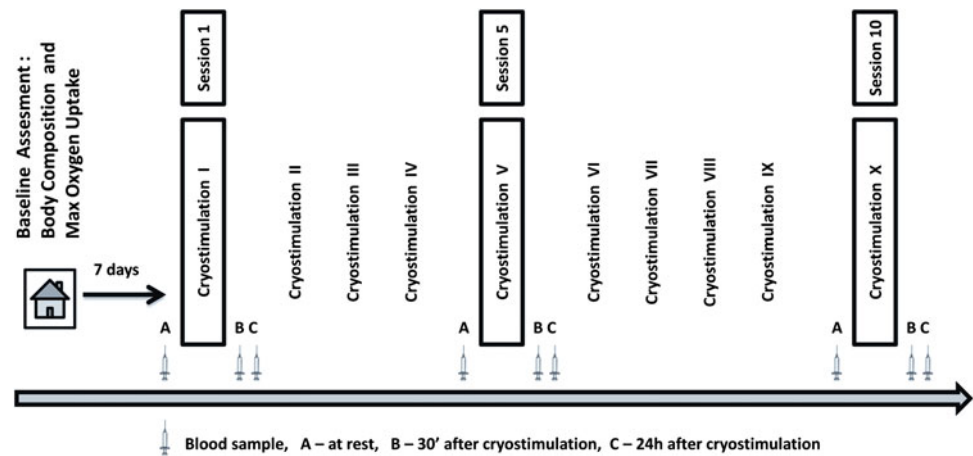 Baseline Assesment :
Body Composition and
Max Oxygen Uptake
7 days
Session 1
Cryostimulation I
Cryostimulation II
Cryostimulation III
Cryostimulation IV
Session 5
Cryostimulation V
Cryostimulation VI
Cryostimulation VII
Cryostimulation VIII
Cryostimulation IX
Session 10
Cryostimulation X
A B C A B C A B C
Blood sample, A – at rest, B – 30’ after cryostimulation, C – 24h after cryostimulation